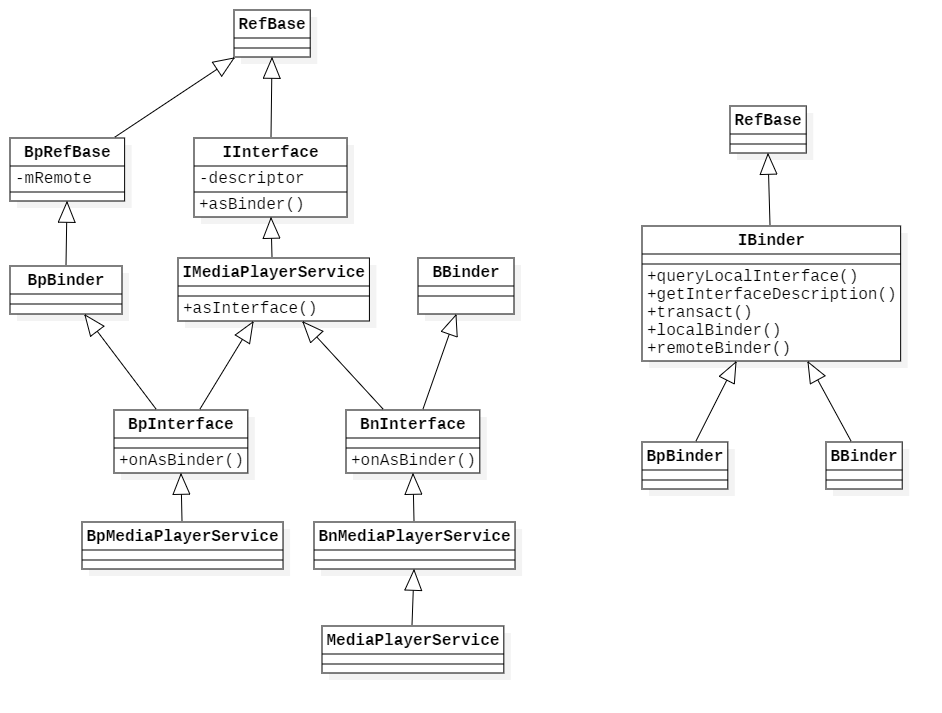 RefBase
BpRefBase
-mRemote
IInterface
-descriptor
+asBinder()
BpBinder
IMediaPlayerService
+asInterface()
BBinder
BpInterface
+onAsBinder()
BnInterface
+onAsBinder()
BpMediaPlayerService
BnMediaPlayerService
MediaPlayerService
RefBase
IBinder
+queryLocalInterface()
+getInterfaceDescription()
+transact()
+localBinder()
+remoteBinder()
BpBinder
BBinder